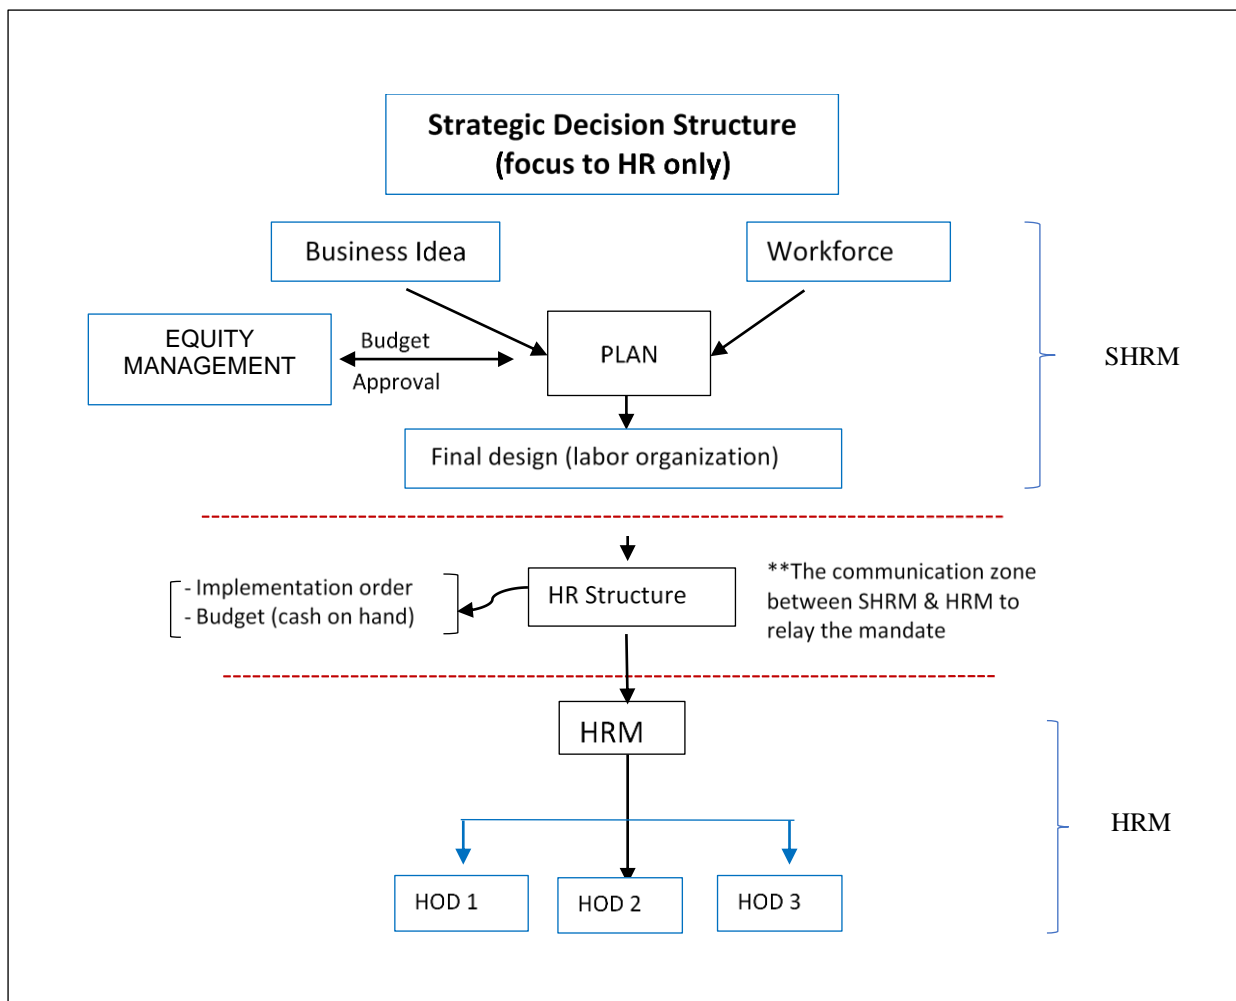 Strategic Decision Structure
(focus to HR only)
Business Idea
Workforce
EQUITY
MANAGEMENT
Budget
Approval
PLAN
SHRM
Final design (labor organization)
- Implementation order
- Budget (cash on hand)
HR Structure
**The communication zone
between SHRM & HRM to
relay the mandate
HRM
HRM
HOD 1
HOD 2
HOD 3